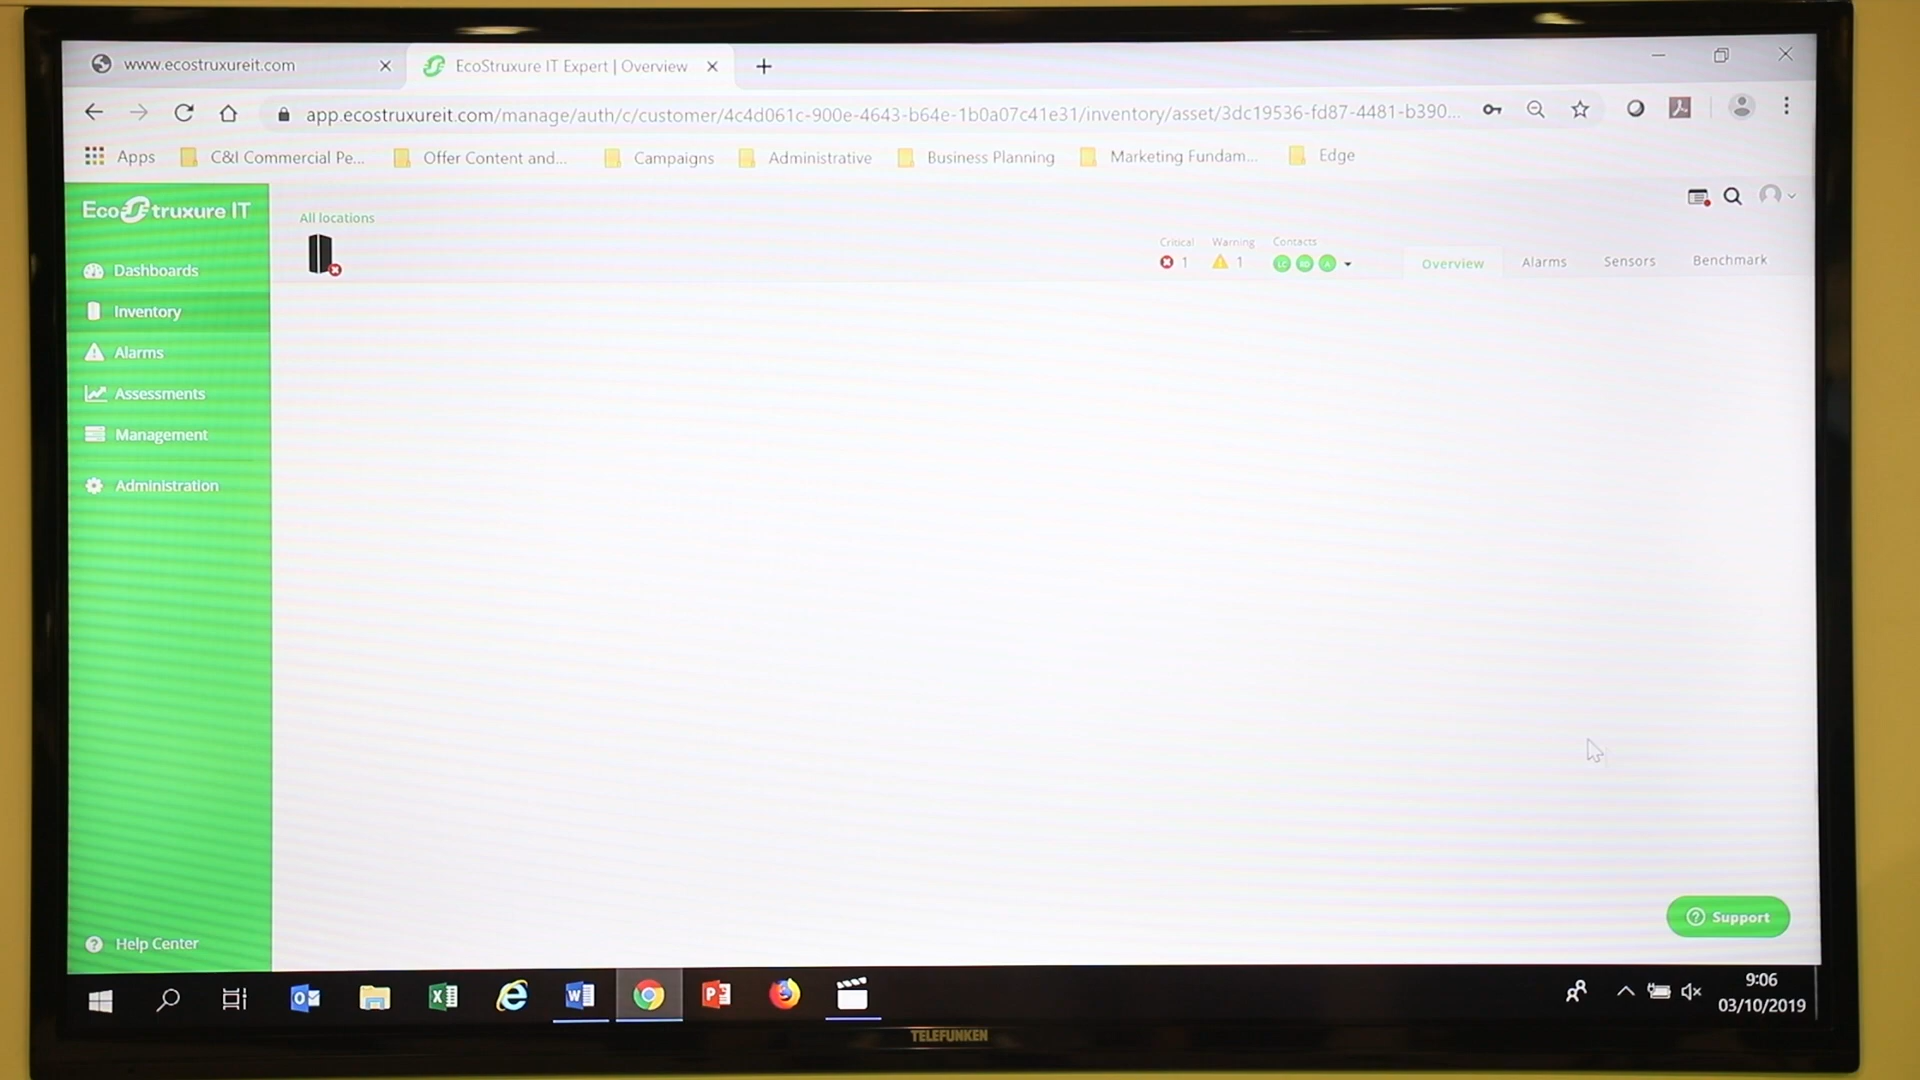 www.ecostruxureit.com
EcoStruxure IT Expert | Overview
app.ecostruxureit.com/manage/auth/c/customer/4c4d061c-900e-4643-b64e-1b0a07c41e31/inventory/asset/3dc19536-fd87-4481-b390...
Apps C&I Commercial Pe... Offer Content and... Campaigns Administrative Business Planning Marketing Fundam... Edge
EcoStruxure IT
All locations
Critical Warning Contacts
1 1 LC RD A
Overview Alarms Sensors Benchmark
Dashboards
Inventory
Alarms
Assessments
Management
Administration
Help Center
Support
9:06
03/10/2019
TELEFUNKEN